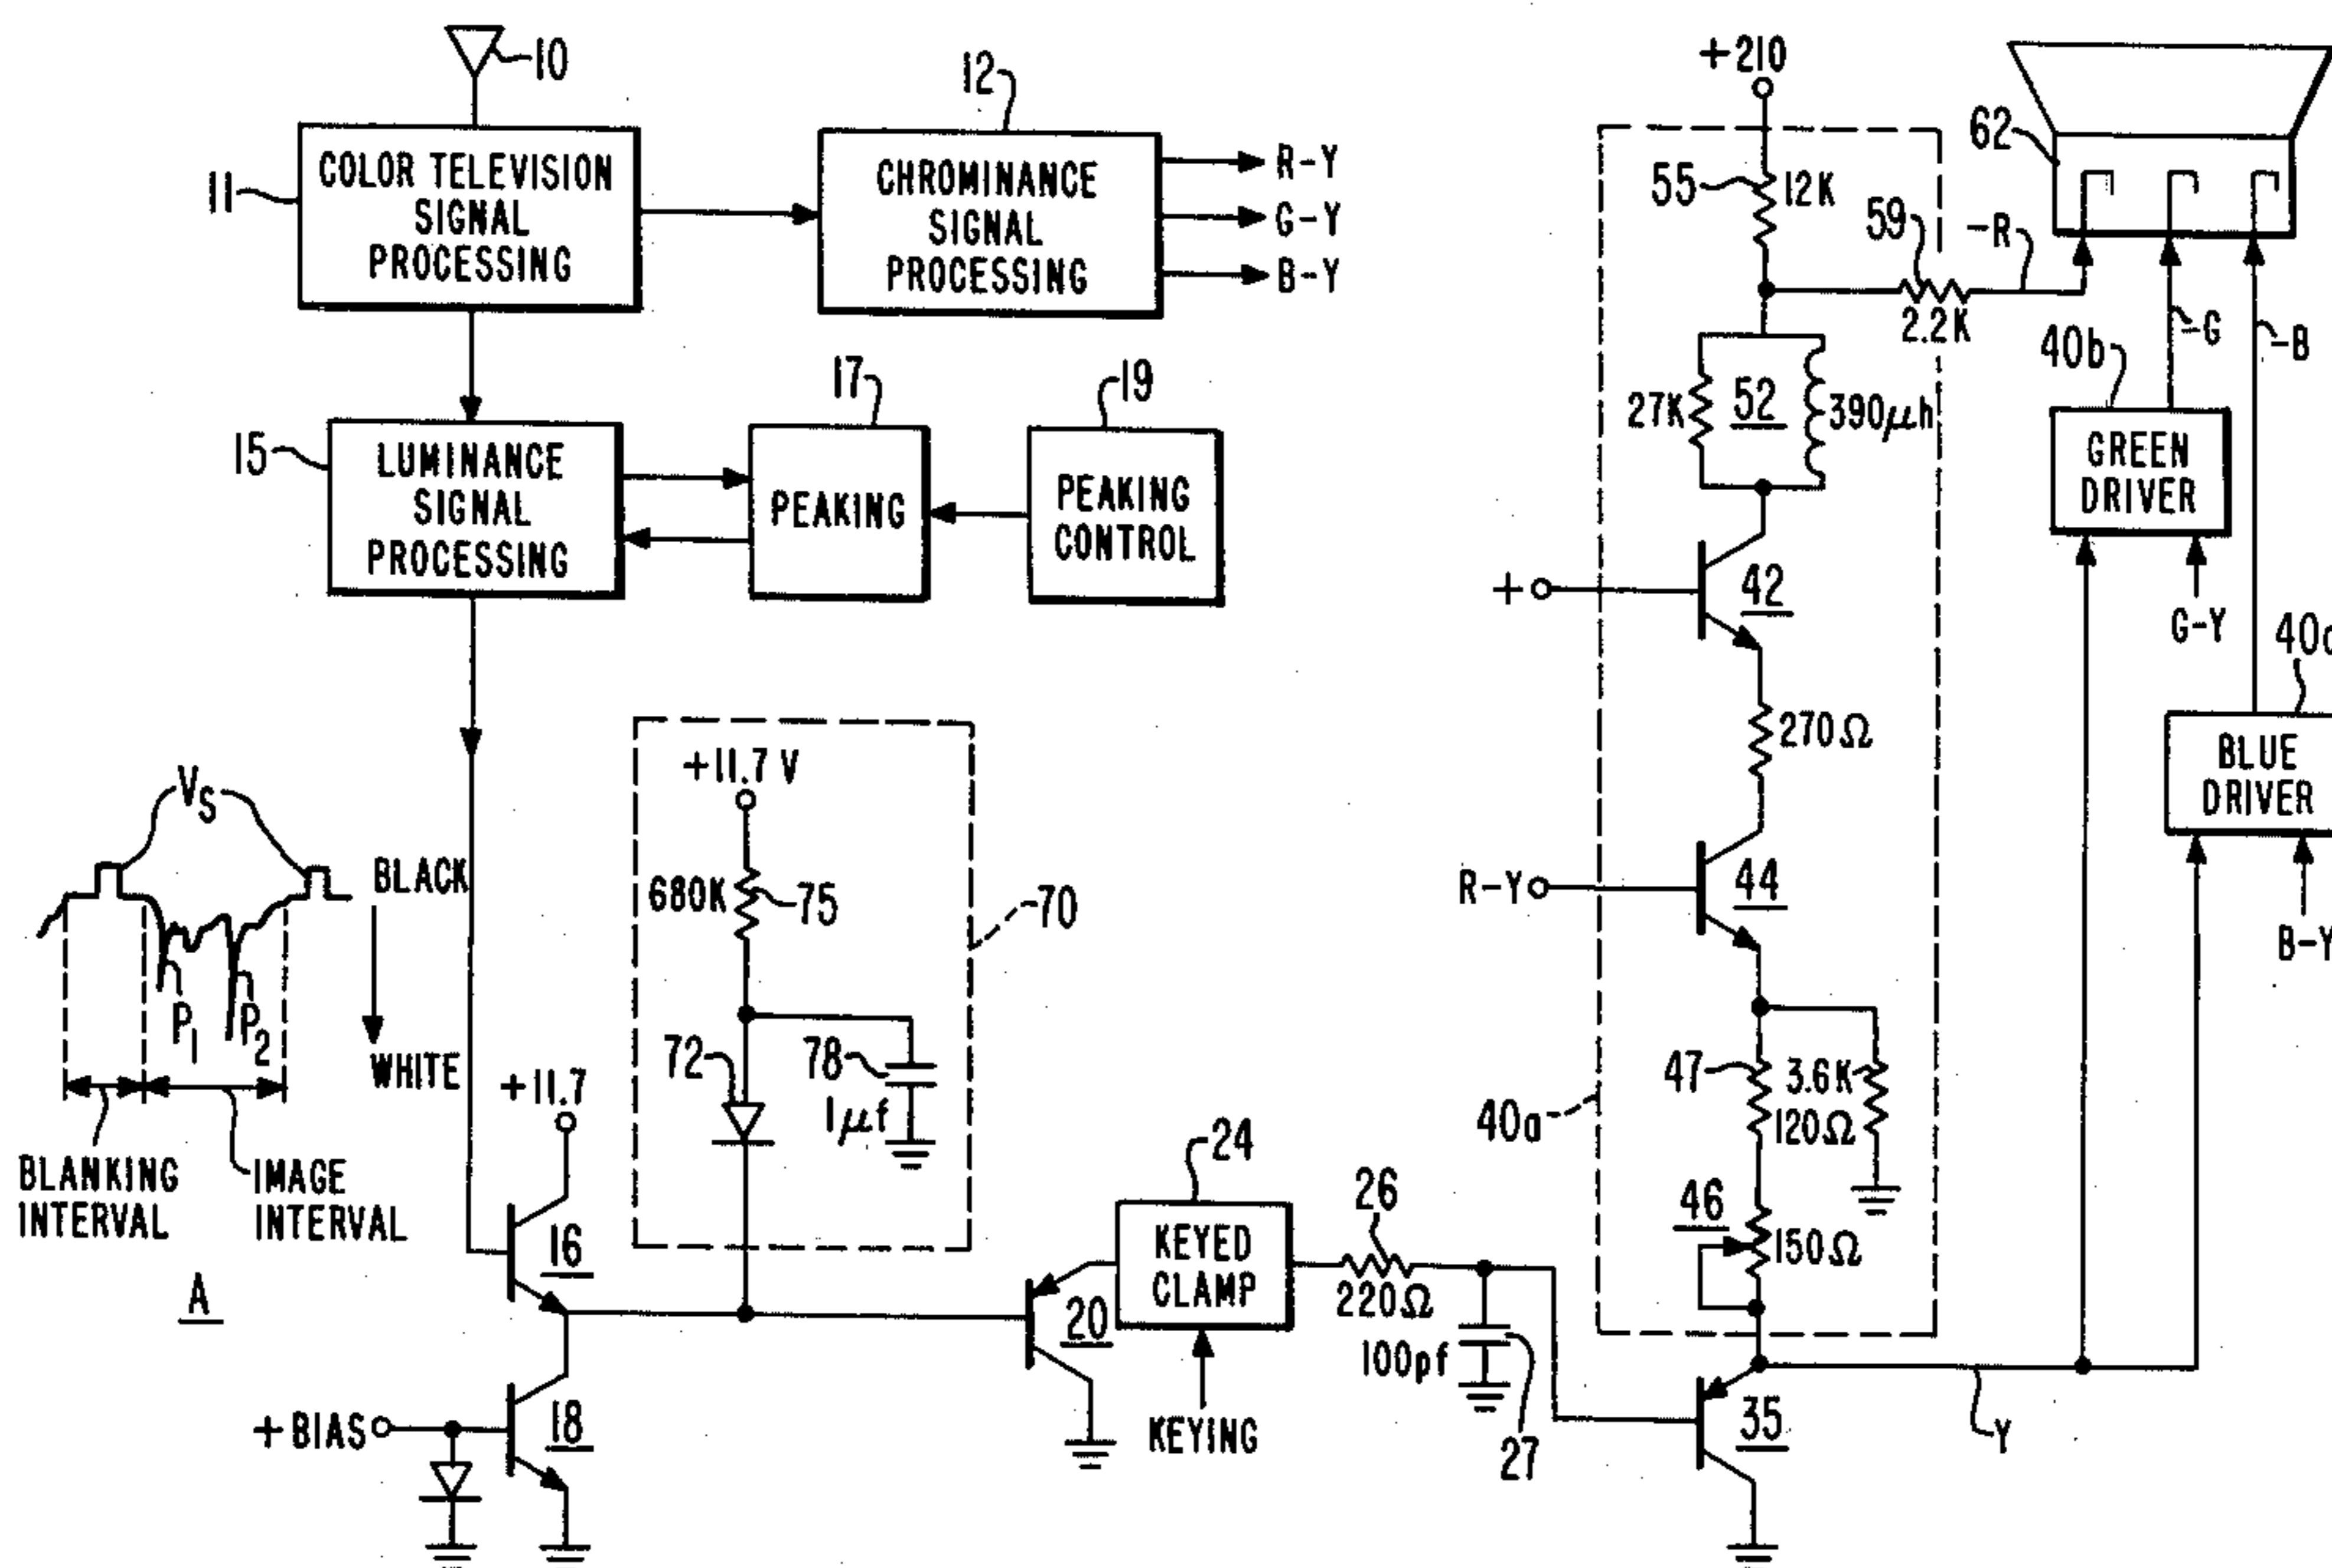 10
11
COLOR TELEVISION
SIGNAL
PROCESSING
12
CHROMINANCE
SIGNAL
PROCESSING
R-Y
G-Y
B-Y
15
LUMINANCE
SIGNAL
PROCESSING
17
PEAKING
19
PEAKING
CONTROL
VS
BLACK
WHITE
P1
P2
BLANKING
INTERVAL
IMAGE
INTERVAL
A
+11.7
16
+BIAS
18
+11.7 V
680K
75
70
72
78
1μf
20
24
KEYED
CLAMP
KEYING
26
220Ω
100pf
27
+210
55
12K
59
2.2K
-R
27K
52
390μh
+
42
270Ω
R-Y
44
47
120Ω
3.6K
40a
46
150Ω
35
Y
62
-G
-B
40b
GREEN
DRIVER
G-Y
BLUE
DRIVER
B-Y